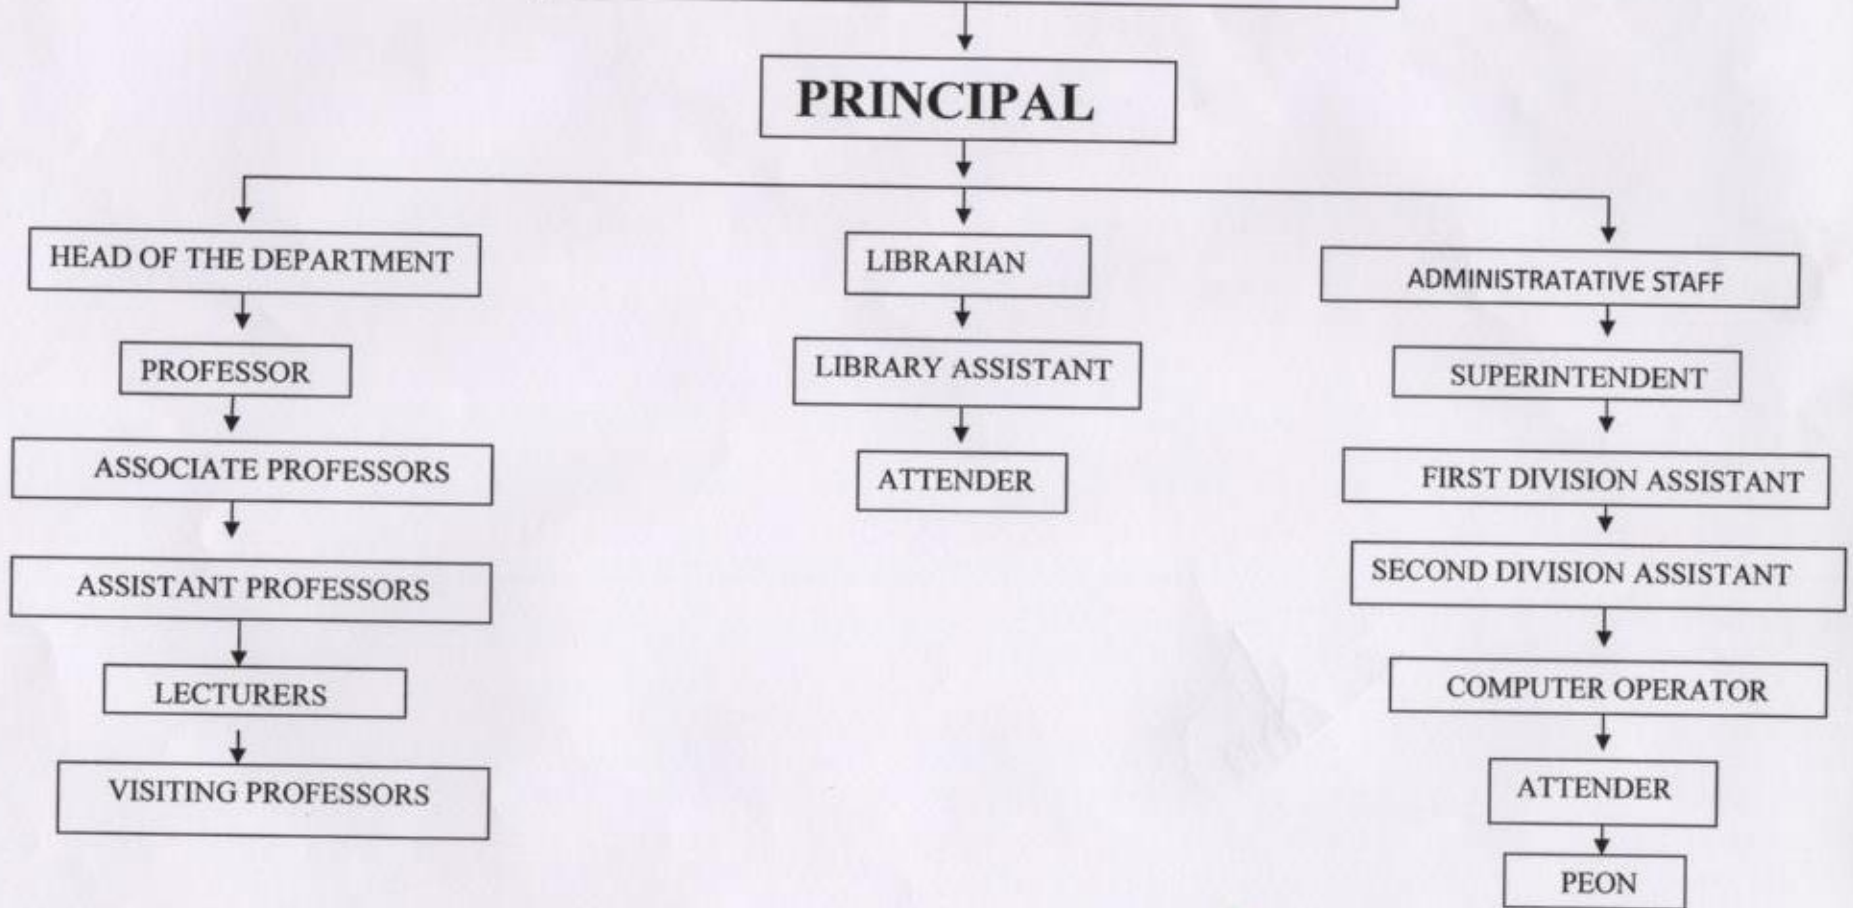 PRINCIPAL
HEAD OF THE DEPARTMENT
LIBRARIAN
ADMINISTRATATIVE STAFF
PROFESSOR
LIBRARY ASSISTANT
SUPERINTENDENT
ASSOCIATE PROFESSORS
ATTENDER
FIRST DIVISION ASSISTANT
ASSISTANT PROFESSORS
SECOND DIVISION ASSISTANT
LECTURERS
COMPUTER OPERATOR
VISITING PROFESSORS
ATTENDER
PEON